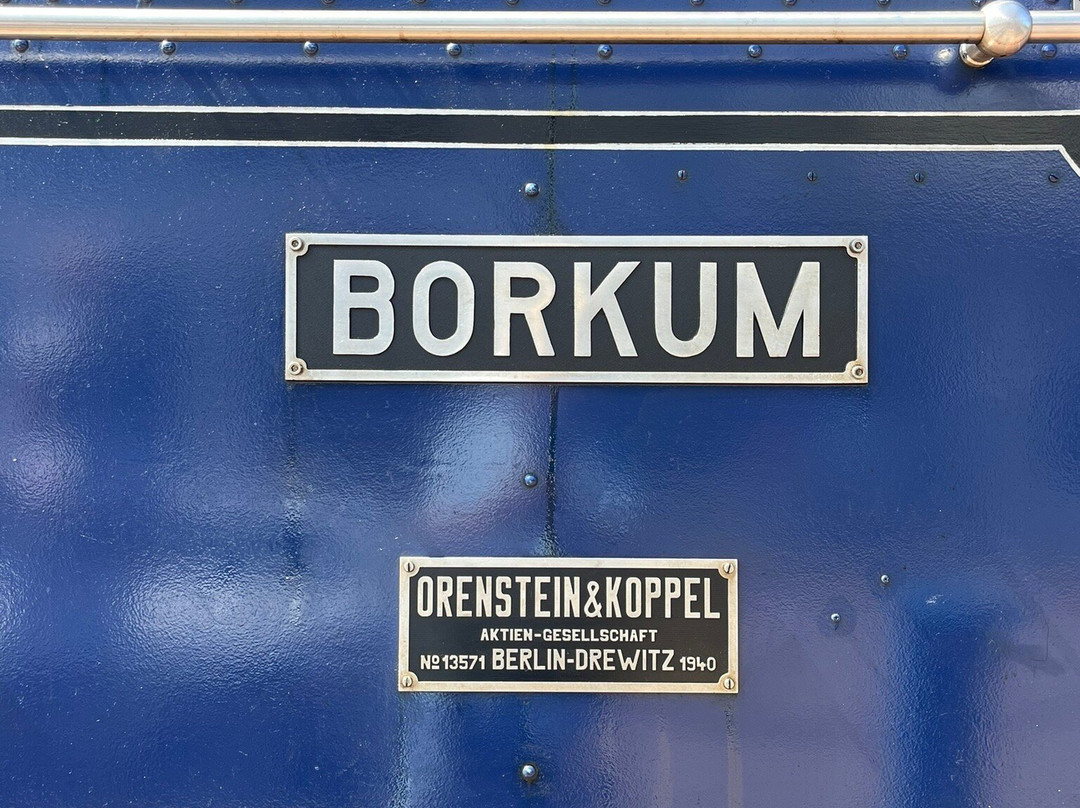 BORKUM
ORENSTEIN&KOPPEL
AKTIEN-GESELLSCHAFT
№13571 BERLIN-DREWITZ 1940